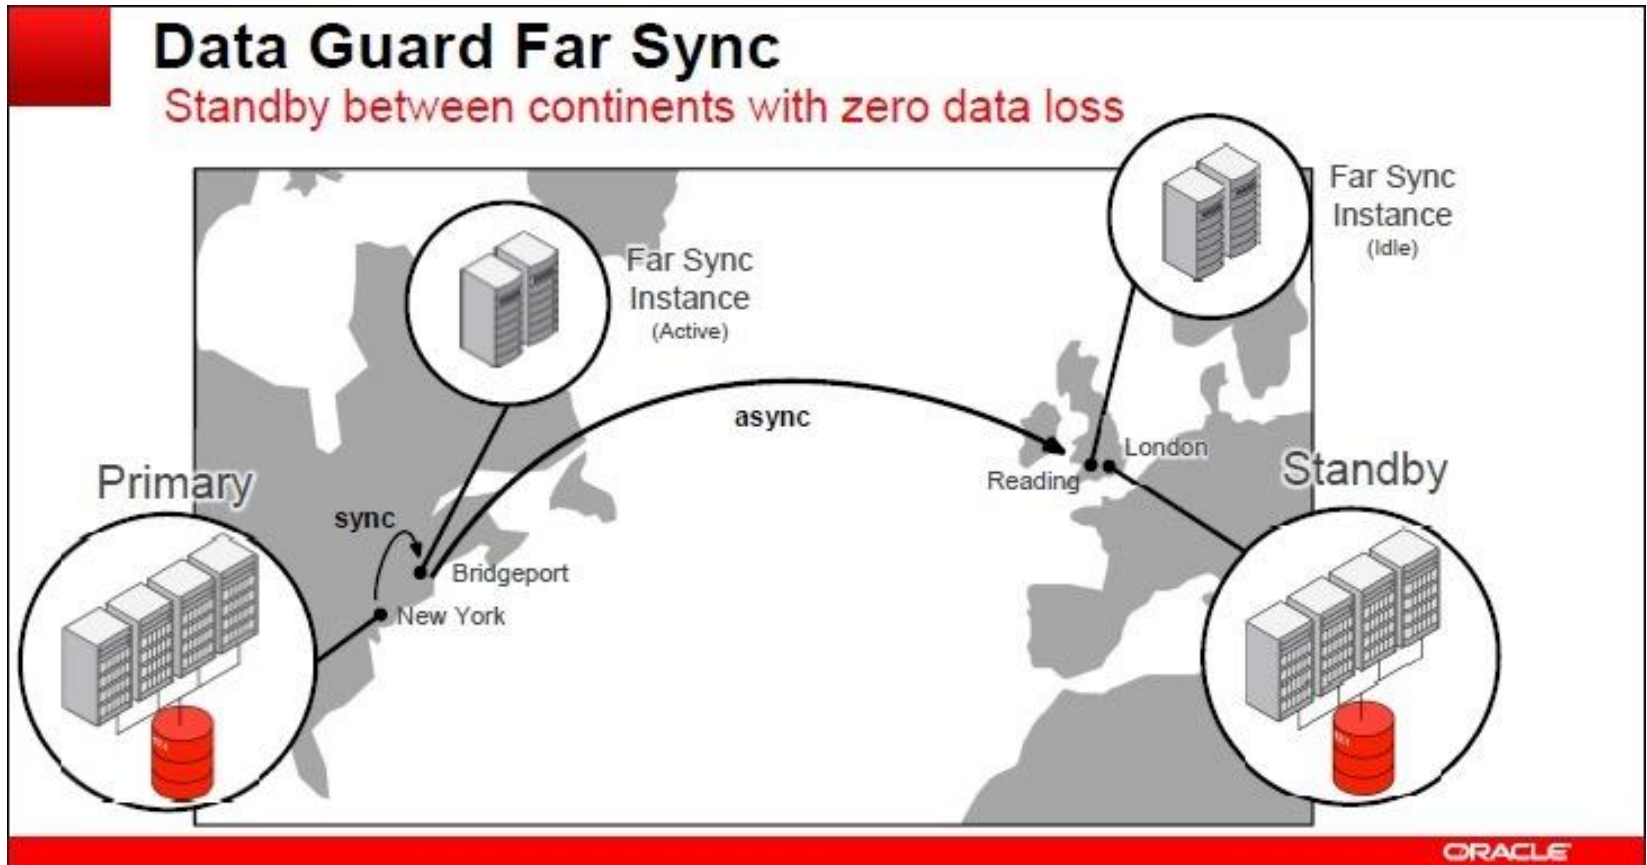 Data Guard Far Sync
Standby between continents with zero data loss
Far Sync
Instance
(Idle)
Far Sync
Instance
(Active)
async
London
Reading
Standby
Primary
sync
Bridgeport
New York
ORACLE